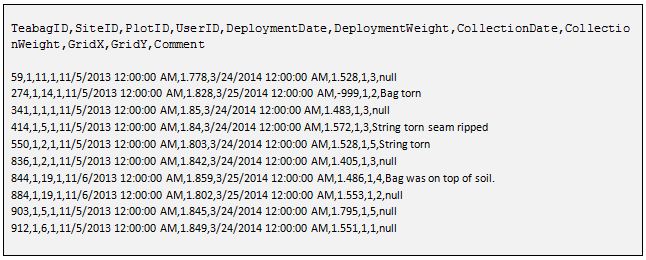 TeabagID,SiteID,PlotID,UserID,DeploymentDate,DeploymentWeight,CollectionDate,Collectio
nWeight,GridX,GridY,Comment
59,1,11,1,11/5/2013 12:00:00 AM,1.778,3/24/2014 12:00:00 AM,1.528,1,3,null
274,1,14,1,11/5/2013 12:00:00 AM,1.828,3/25/2014 12:00:00 AM,-999,1,2,Bag torn
341,1,1,1,11/5/2013 12:00:00 AM,1.85,3/24/2014 12:00:00 AM,1.483,1,3,null
414,1,5,1,11/5/2013 12:00:00 AM,1.84,3/24/2014 12:00:00 AM,1.572,1,3,String torn seam ripped
550,1,2,1,11/5/2013 12:00:00 AM,1.803,3/24/2014 12:00:00 AM,1.528,1,5,String torn
836,1,2,1,11/5/2013 12:00:00 AM,1.842,3/24/2014 12:00:00 AM,1.405,1,3,null
844,1,19,1,11/6/2013 12:00:00 AM,1.859,3/25/2014 12:00:00 AM,1.486,1,4,Bag was on top of soil.
884,1,19,1,11/6/2013 12:00:00 AM,1.802,3/25/2014 12:00:00 AM,1.553,1,2,null
903,1,5,1,11/5/2013 12:00:00 AM,1.845,3/24/2014 12:00:00 AM,1.795,1,5,null
912,1,6,1,11/5/2013 12:00:00 AM,1.849,3/24/2014 12:00:00 AM,1.551,1,1,null